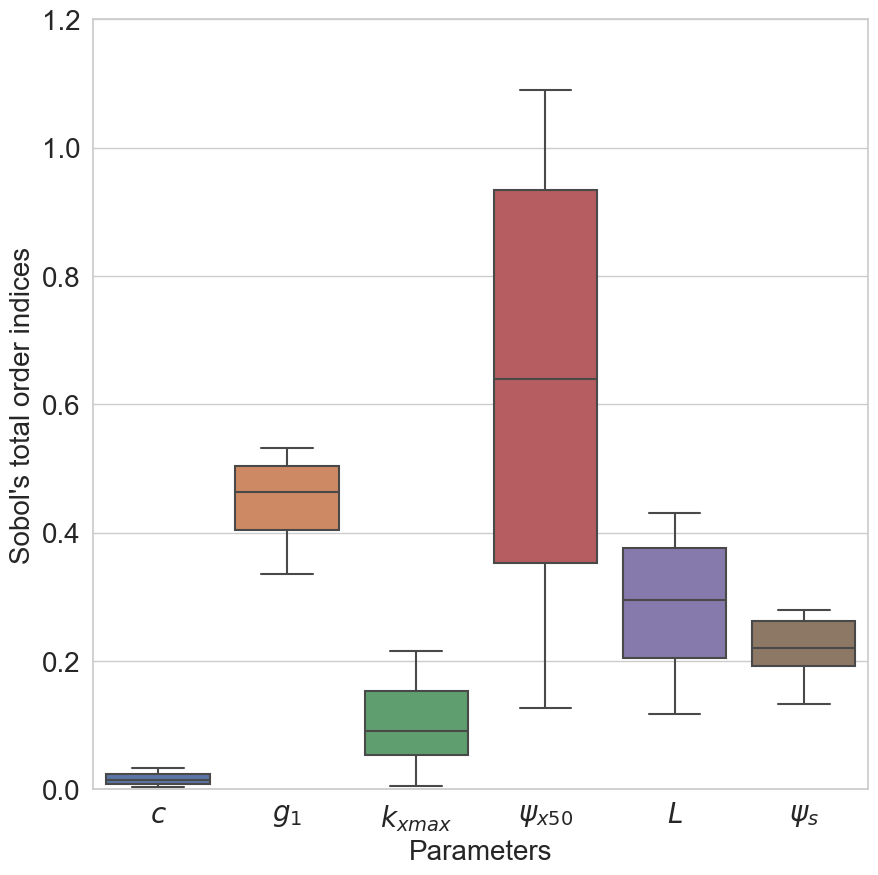 1.2
1.0
0.8
0.6
0.4
0.2
0.0
Sobol's total order indices
c g₁ kₓₘₐₓ ψₓ₅₀ L ψₛ
Parameters